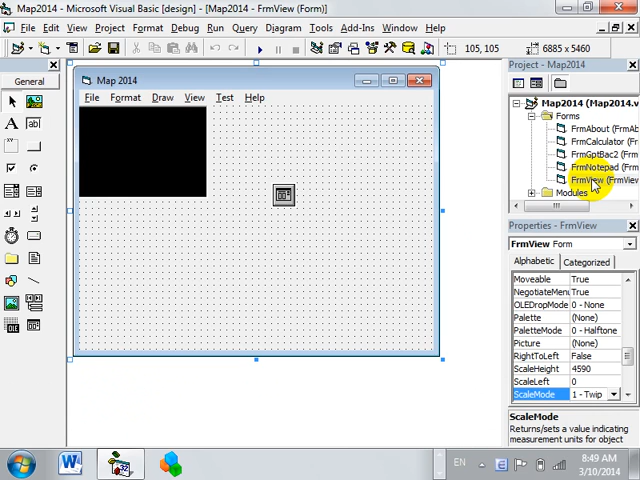 Map2014 - Microsoft Visual Basic [design] - [Map2014 - FrmView (Form)]
File Edit View Project Format Debug Run Query Diagram Tools Add-Ins Window Help
105, 105 6885 x 5460
General
A ab|
Map 2014
File Format Draw View Test Help
OLE
Project - Map2014
Map2014 (Map2014.v
Forms
FrmAbout (FrmAb
FrmCalculator (Frm
FrmGptBac2 (Frm
FrmNotepad (Frm
FrmView (FrmView
Modules
Properties - FrmView
FrmView Form
Alphabetic Categorized
Moveable True
NegotiateMenu True
OLEDropMode 0 - None
Palette (None)
PaletteMode 0 - Halftone
Picture (None)
RightToLeft False
ScaleHeight 4590
ScaleLeft 0
ScaleMode 1 - Twip
ScaleMode
Returns/sets a value indicating
measurement units for object
W 32 EN E 8:49 AM
3/10/2014